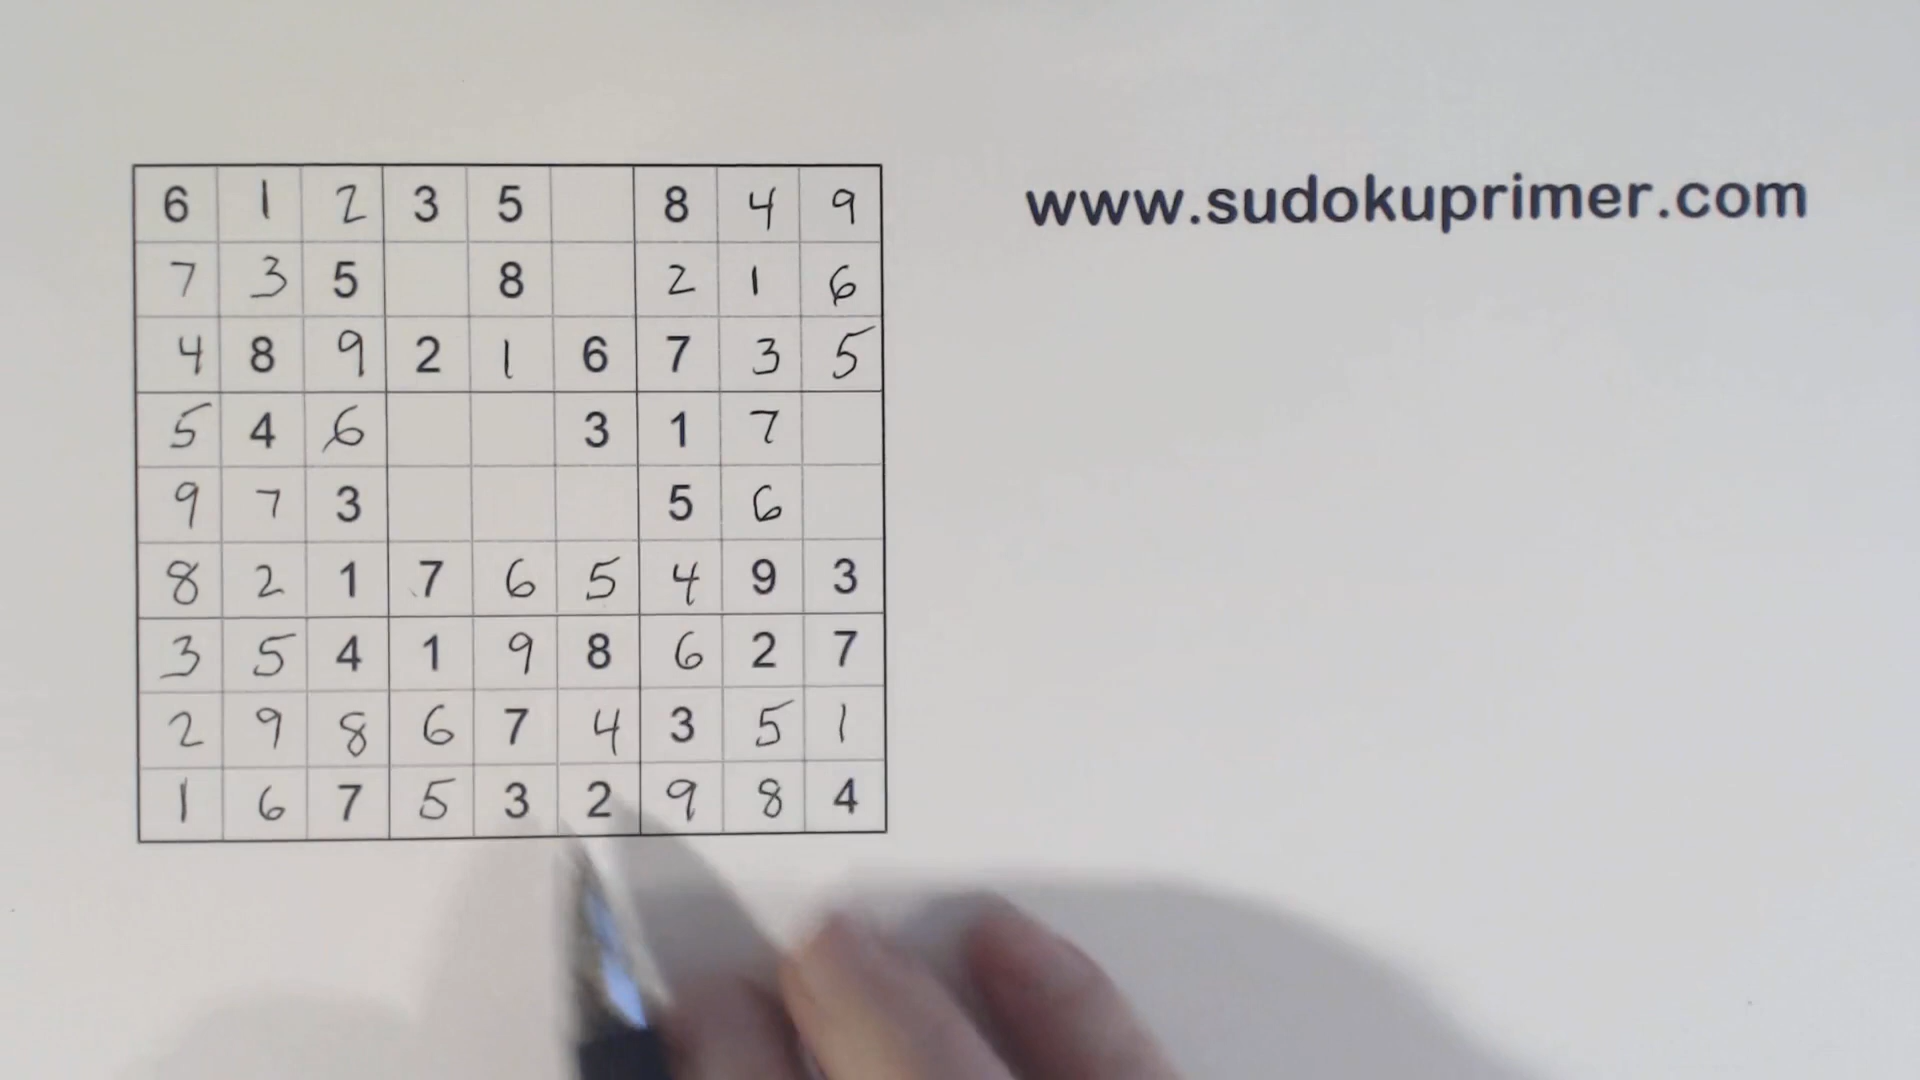 6 1 2 3 5 8 4 9
7 3 5 8 2 1 6
4 8 9 2 1 6 7 3 5
5 4 6 3 1 7
9 7 3 5 6
8 2 1 7 6 5 4 9 3
3 5 4 1 9 8 6 2 7
2 9 8 6 7 4 3 5 1
1 6 7 5 3 2 9 8 4
www.sudokuprimer.com